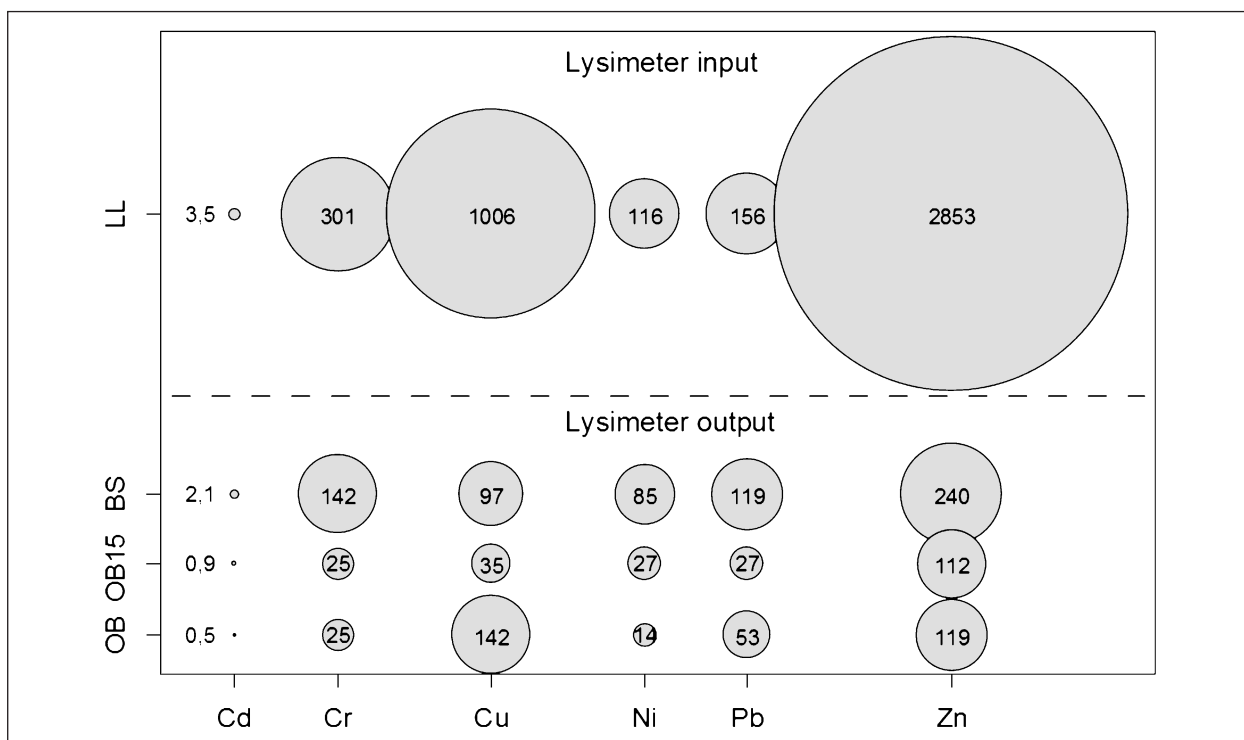 Lysimeter input
LL 3,5 301 1006 116 156 2853
Lysimeter output
BS 2,1 142 97 85 119 240
OB15 0,9 25 35 27 27 112
OB 0,5 25 142 14 53 119
Cd Cr Cu Ni Pb Zn